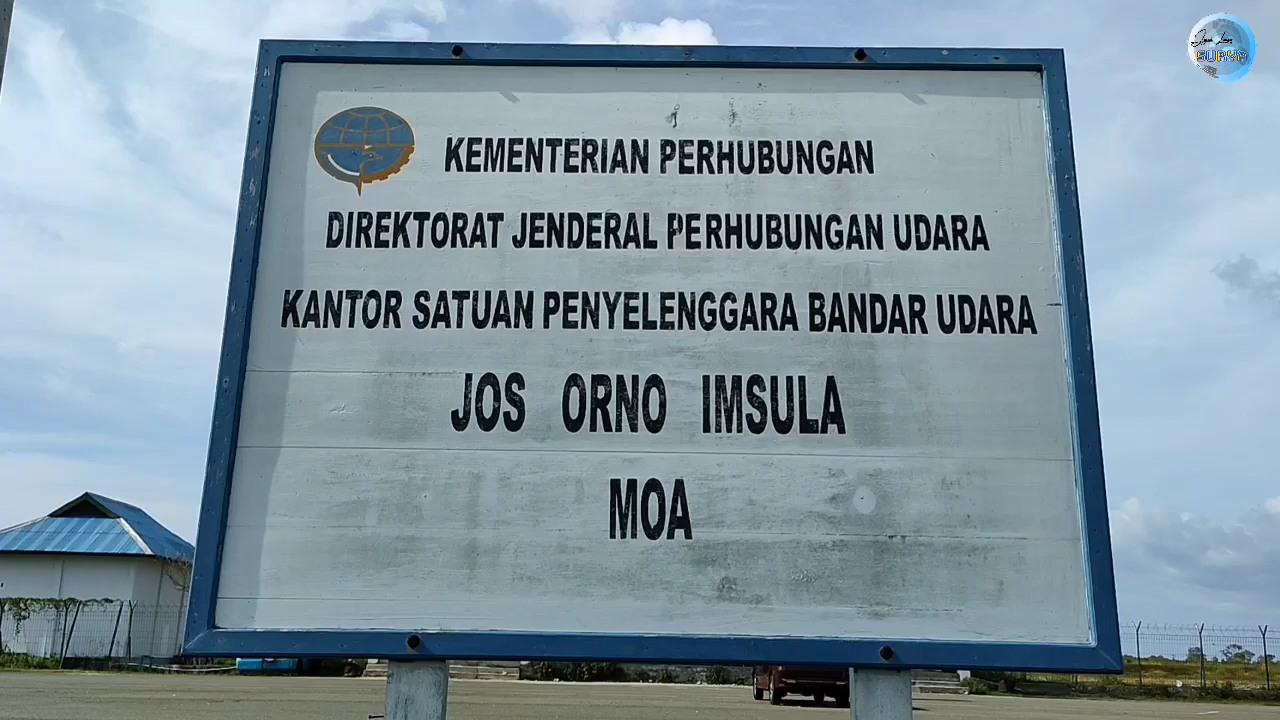 KEMENTERIAN PERHUBUNGAN
DIREKTORAT JENDERAL PERHUBUNGAN UDARA
KANTOR SATUAN PENYELENGGARA BANDAR UDARA
JOS ORNO IMSULA
MOA